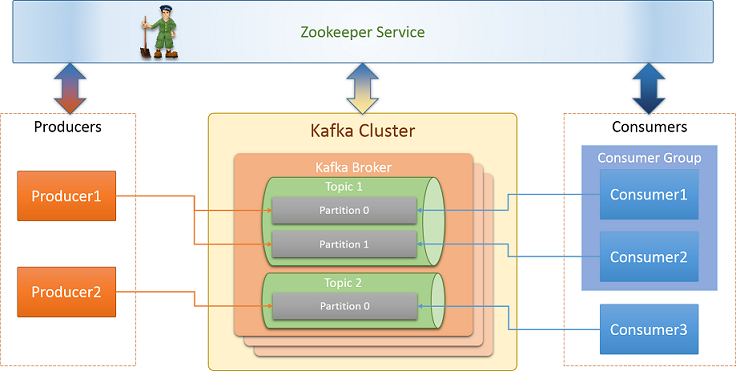 Zookeeper Service
Producers
Kafka Cluster
Consumers
Kafka Broker
Consumer Group
Topic 1
Producer1
Partition 0
Consumer1
Partition 1
Consumer2
Topic 2
Producer2
Partition 0
Consumer3